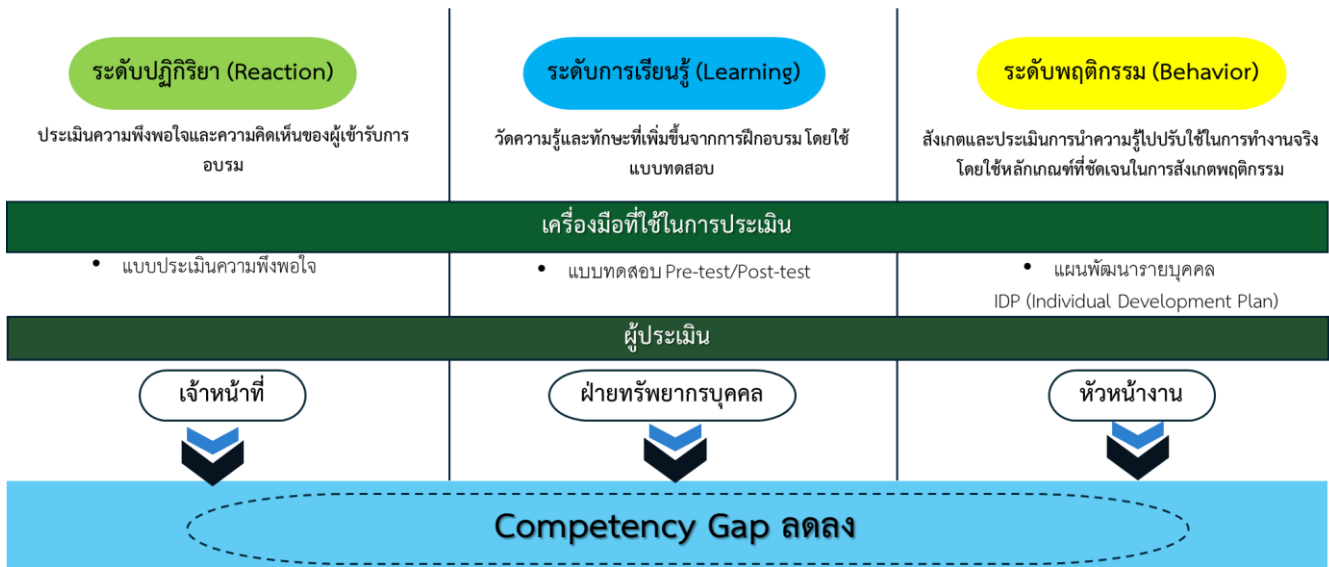 ระดับปฏิกิริยา (Reaction)
ประเมินความพึงพอใจและความคิดเห็นของผู้เข้ารับการ
อบรม
ระดับการเรียนรู้ (Learning)
วัดความรู้และทักษะที่เพิ่มขึ้นจากการฝึกอบรม โดยใช้
แบบทดสอบ
ระดับพฤติกรรม (Behavior)
สังเกตและประเมินการนำความรู้ไปปรับใช้ในการทำงานจริง
โดยใช้หลักเกณฑ์ที่ชัดเจนในการสังเกตพฤติกรรม
เครื่องมือที่ใช้ในการประเมิน
• แบบประเมินความพึงพอใจ
• แบบทดสอบ Pre-test/Post-test
• แผนพัฒนารายบุคคล
IDP (Individual Development Plan)
ผู้ประเมิน
เจ้าหน้าที่
ฝ่ายทรัพยากรบุคคล
หัวหน้างาน
Competency Gap ลดลง